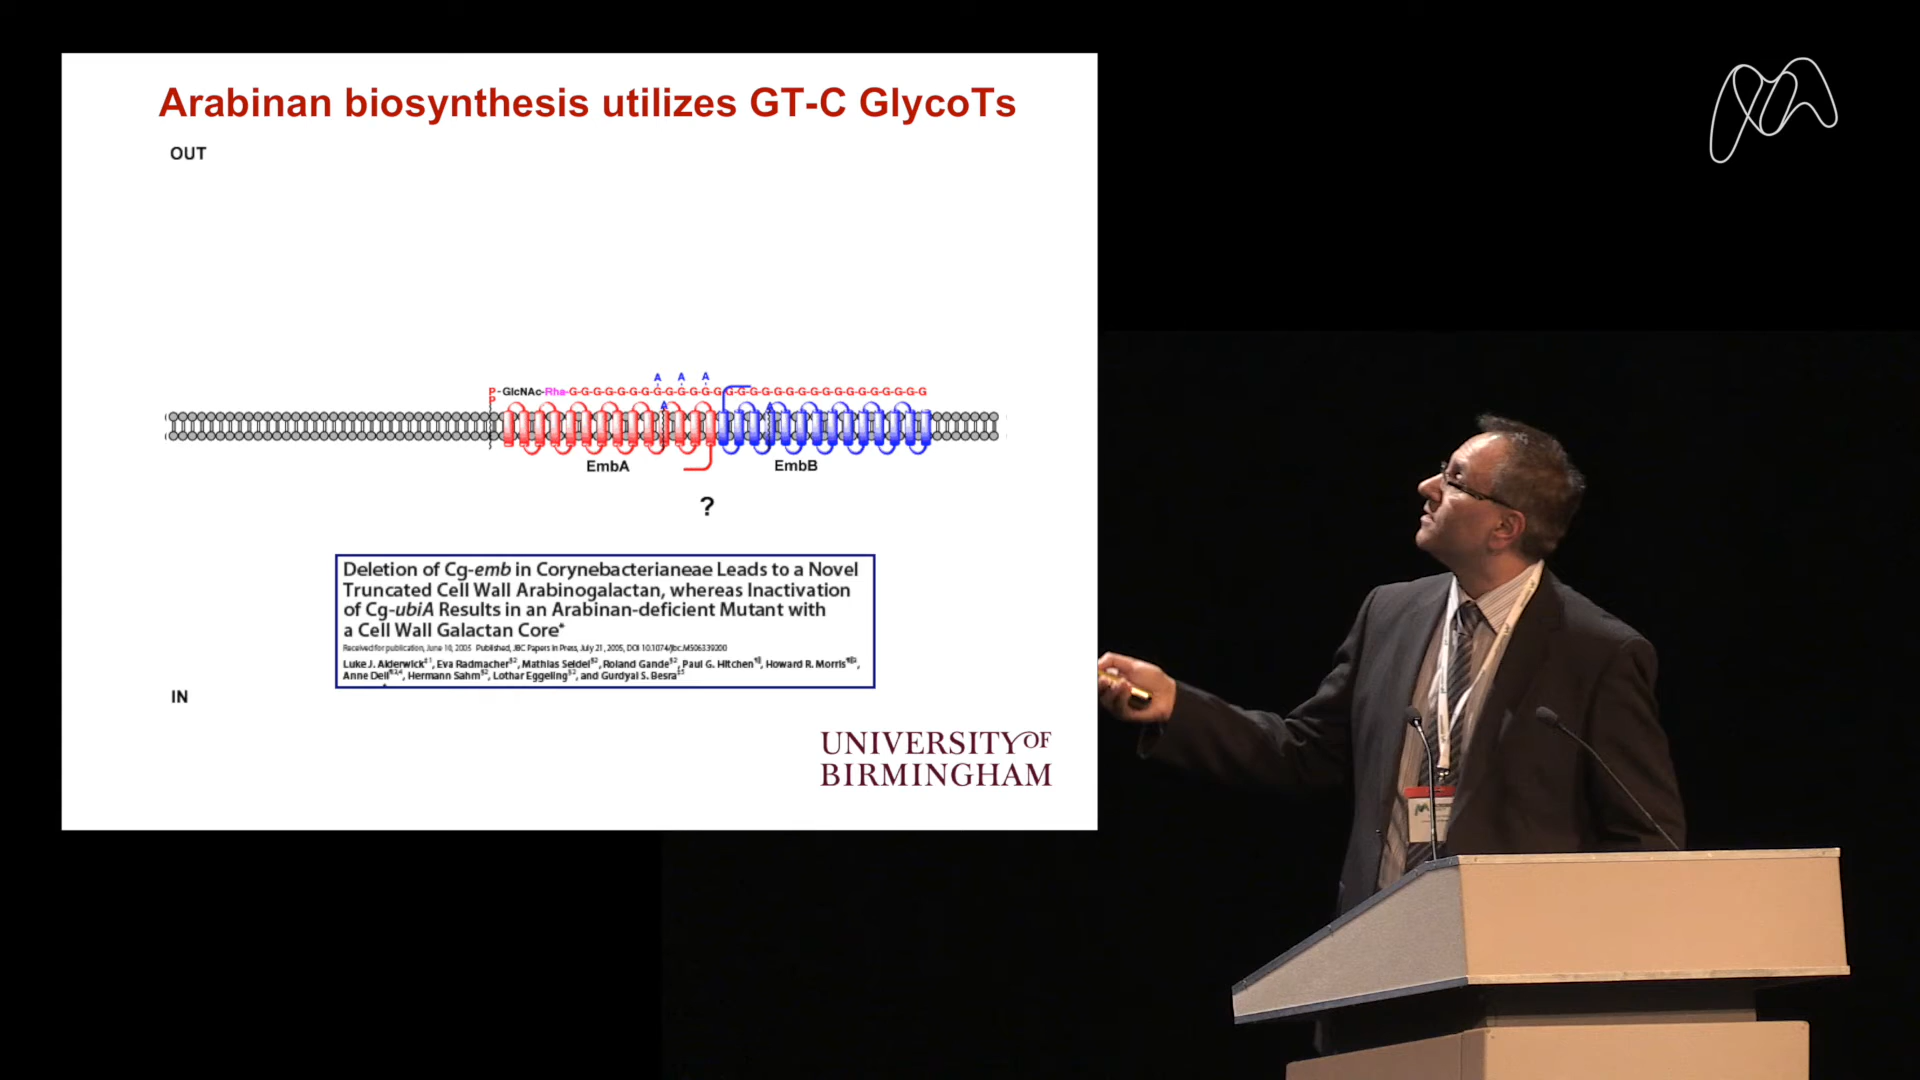 Arabinan biosynthesis utilizes GT-C GlycoTs
OUT
A A A
P-GlcNAc-Rha-G-G-G-G-G-G-G-G-G-G-G-G-G-G-G-G-G-G-G-G-G-G-G-G-G-G-G-G-G-G
P
A A
EmbA EmbB
?
Deletion of Cg-emb in Corynebacterianeae Leads to a Novel
Truncated Cell Wall Arabinogalactan, whereas Inactivation
of Cg-ubiA Results in an Arabinan-deficient Mutant with
a Cell Wall Galactan Core*
Received for publication, June 10, 2005 Published, JBC Papers in Press, July 21, 2005, DOI 10.1074/jbc.M506339200
Luke J. Alderwick, Eva Radmacher, Mathias Seidel, Roland Gande, Paul G. Hitchen, Howard R. Morris,
Anne Dell, Hermann Sahm, Lothar Eggeling, and Gurdyal S. Besra
IN
UNIVERSITY OF
BIRMINGHAM